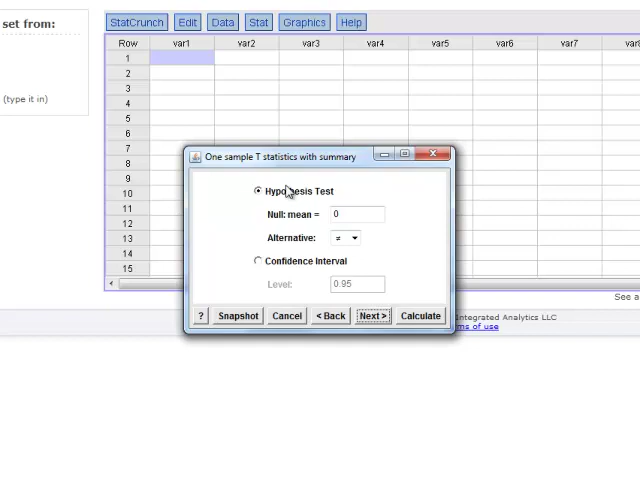 set from:
StatCrunch Edit Data Stat Graphics Help
Row var1 var2 var3 var4 var5 var6 var7
1
2
3
(type it in)
4
5
6
7
8
9
10
11
12
13
14
15
One sample T statistics with summary
Hypothesis Test
Null: mean = 0
Alternative: ≠
Confidence Interval
Level: 0.95
? Snapshot Cancel < Back Next > Calculate
See a
Integrated Analytics LLC
ms of use